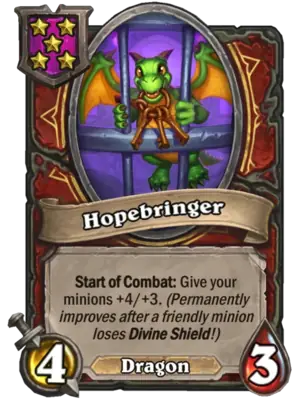 Hopebringer
Start of Combat: Give your
minions +4/+3. (Permanently
improves after a friendly minion
loses Divine Shield!)
4
Dragon
3